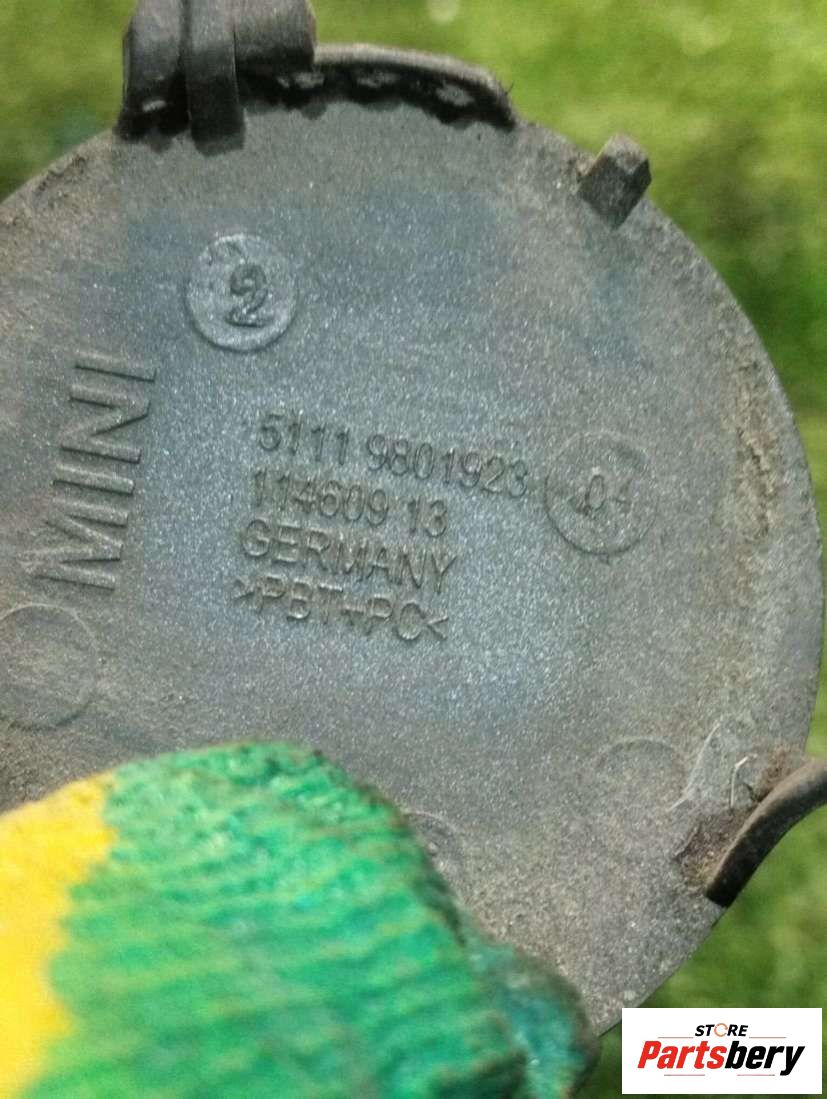 2
MINI
5111 9801923
114609 13
GERMANY
>PBT+PC<
04
STORE
Partsbery